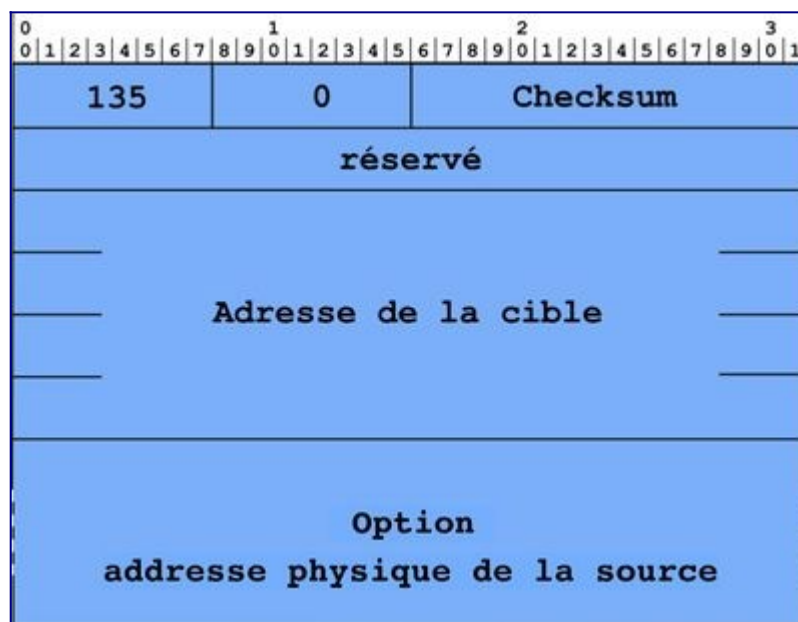 0 1 2 3
0 1 2 3 4 5 6 7 8 9 0 1 2 3 4 5 6 7 8 9 0 1 2 3 4 5 6 7 8 9 0 1
135 0 Checksum
réservé
Adresse de la cible
Option
addresse physique de la source